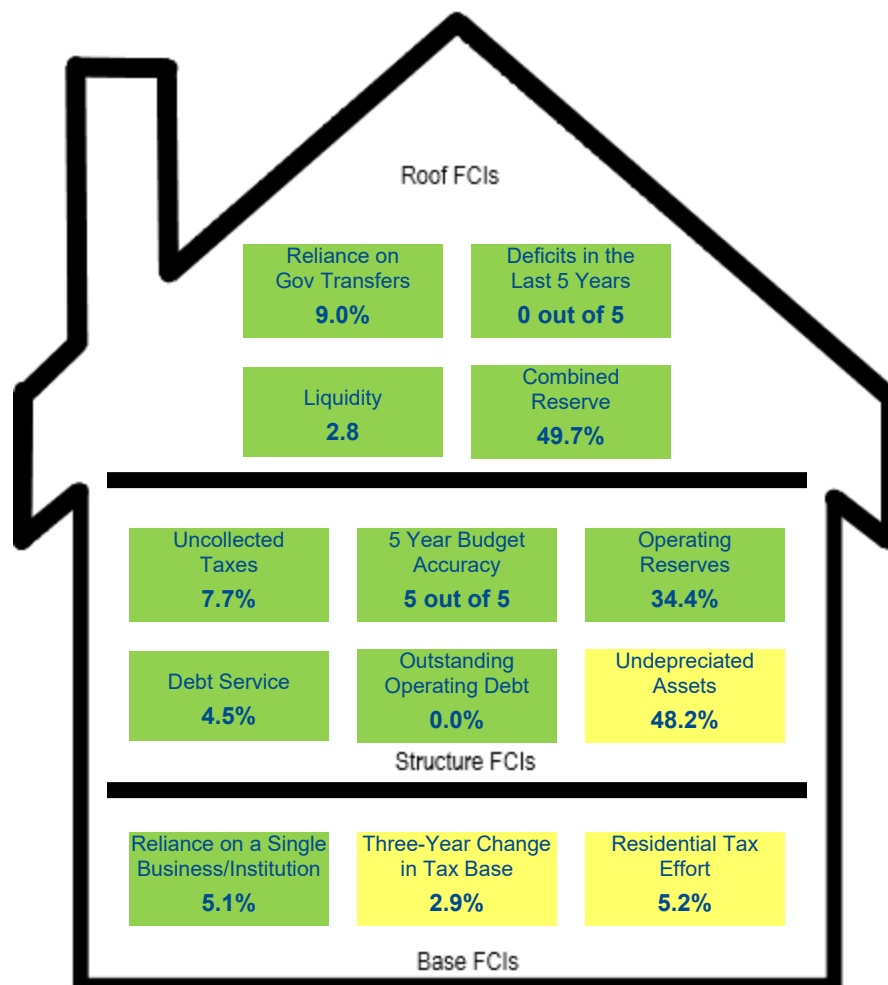 Roof FCIs
Reliance on
Gov Transfers
9.0%
Deficits in the
Last 5 Years
0 out of 5
Liquidity
2.8
Combined
Reserve
49.7%
Uncollected
Taxes
7.7%
5 Year Budget
Accuracy
5 out of 5
Operating
Reserves
34.4%
Debt Service
4.5%
Outstanding
Operating Debt
0.0%
Undepreciated
Assets
48.2%
Structure FCIs
Reliance on a Single
Business/Institution
5.1%
Three-Year Change
in Tax Base
2.9%
Residential Tax
Effort
5.2%
Base FCIs